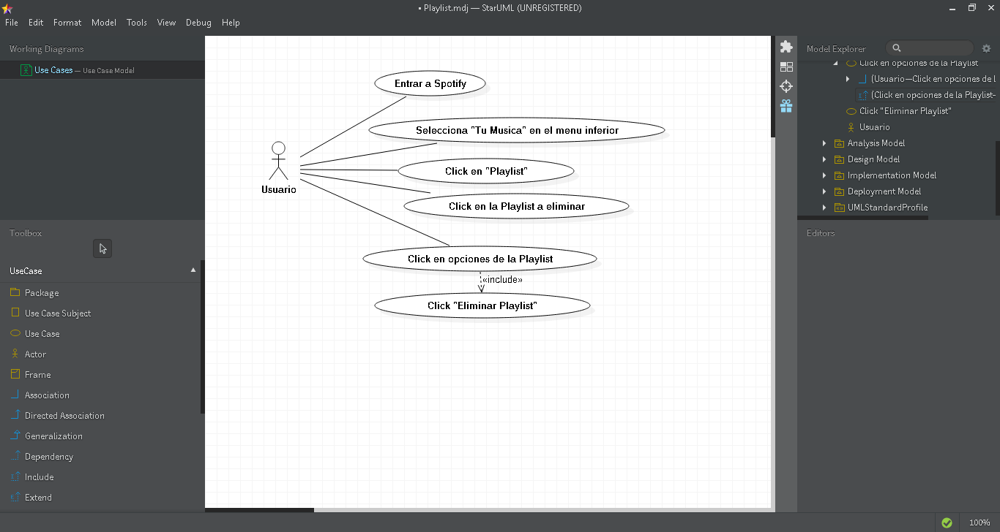 • Playlist.mdj — StarUML (UNREGISTERED)
File Edit Format Model Tools View Debug Help
Working Diagrams
Use Cases — Use Case Model
Toolbox
UseCase
Package
Use Case Subject
Use Case
Actor
Frame
Association
Directed Association
Generalization
Dependency
Include
Extend
Entrar a Spotify
Selecciona "Tu Musica" en el menu inferior
Click en "Playlist"
Click en la Playlist a eliminar
Usuario
Click en opciones de la Playlist
«include»
Click "Eliminar Playlist"
Model Explorer
Click en opciones de la Playlist
(Usuario—Click en opciones de l
(Click en opciones de la Playlist-
Click "Eliminar Playlist"
Usuario
Analysis Model
Design Model
Implementation Model
Deployment Model
UMLStandardProfile
Editors
100%